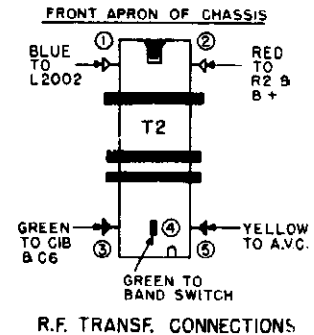 FRONT APRON OF CHASSIS
1 2
BLUE
TO
L2002
RED
TO
R2 &
B +
T2
GREEN
TO C1B
& C6
4
YELLOW
TO A.V.C.
3 5
GREEN TO
BAND SWITCH
R.F. TRANSF. CONNECTIONS